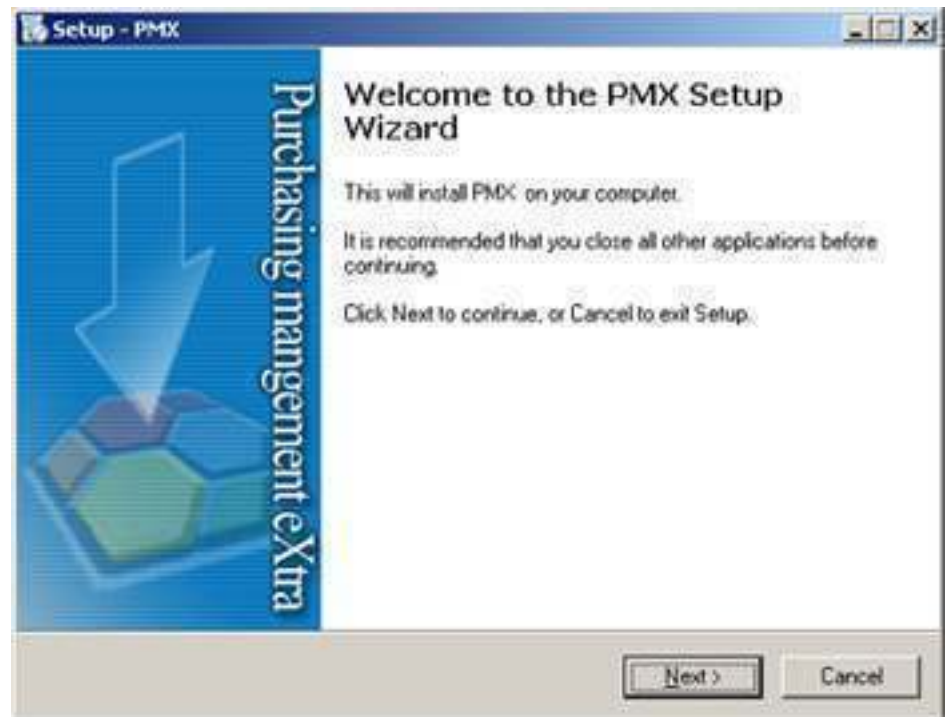 Setup - PMX
Purchasing mangement eXtra
Welcome to the PMX Setup
Wizard
This will install PMX on your computer.
It is recommended that you close all other applications before
continuing.
Click Next to continue, or Cancel to exit Setup.
Next >
Cancel